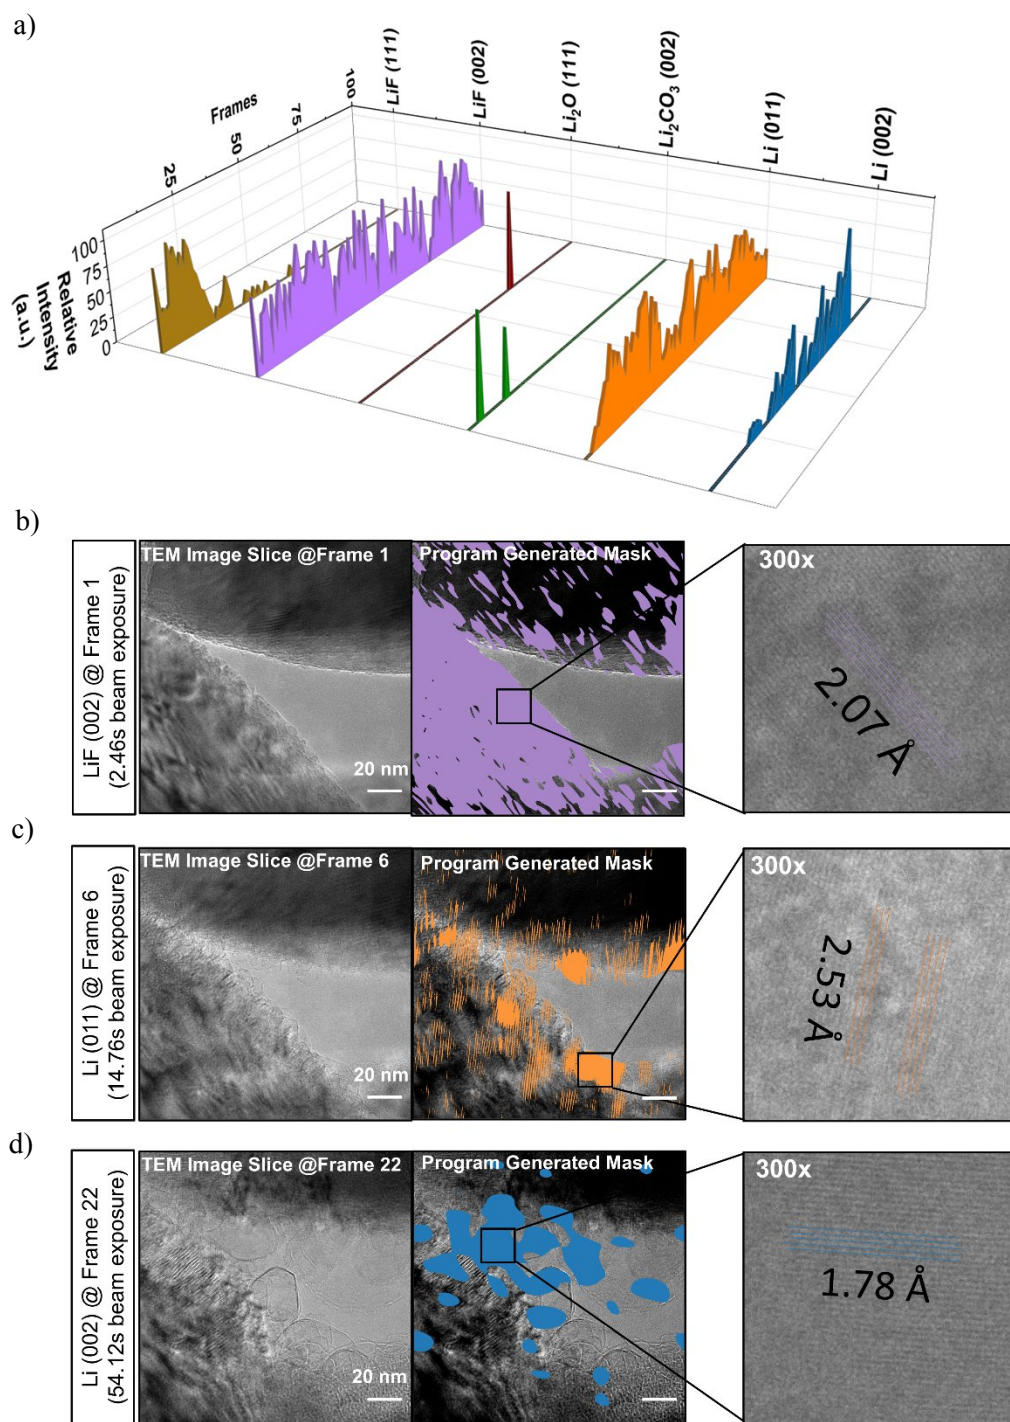 a)
Frames
25
50
75
100
LiF (111)
LiF (002)
Li₂O (111)
Li₂CO₃ (002)
Li (011)
Li (002)
100
75
50
25
0
Relative
Intensity
(a.u.)
b)
LiF (002) @ Frame 1
(2.46s beam exposure)
TEM Image Slice @Frame 1
20 nm
Program Generated Mask
300x
2.07 Å
c)
Li (011) @ Frame 6
(14.76s beam exposure)
TEM Image Slice @Frame 6
20 nm
Program Generated Mask
300x
2.53 Å
d)
Li (002) @ Frame 22
(54.12s beam exposure)
TEM Image Slice @Frame 22
20 nm
Program Generated Mask
300x
1.78 Å